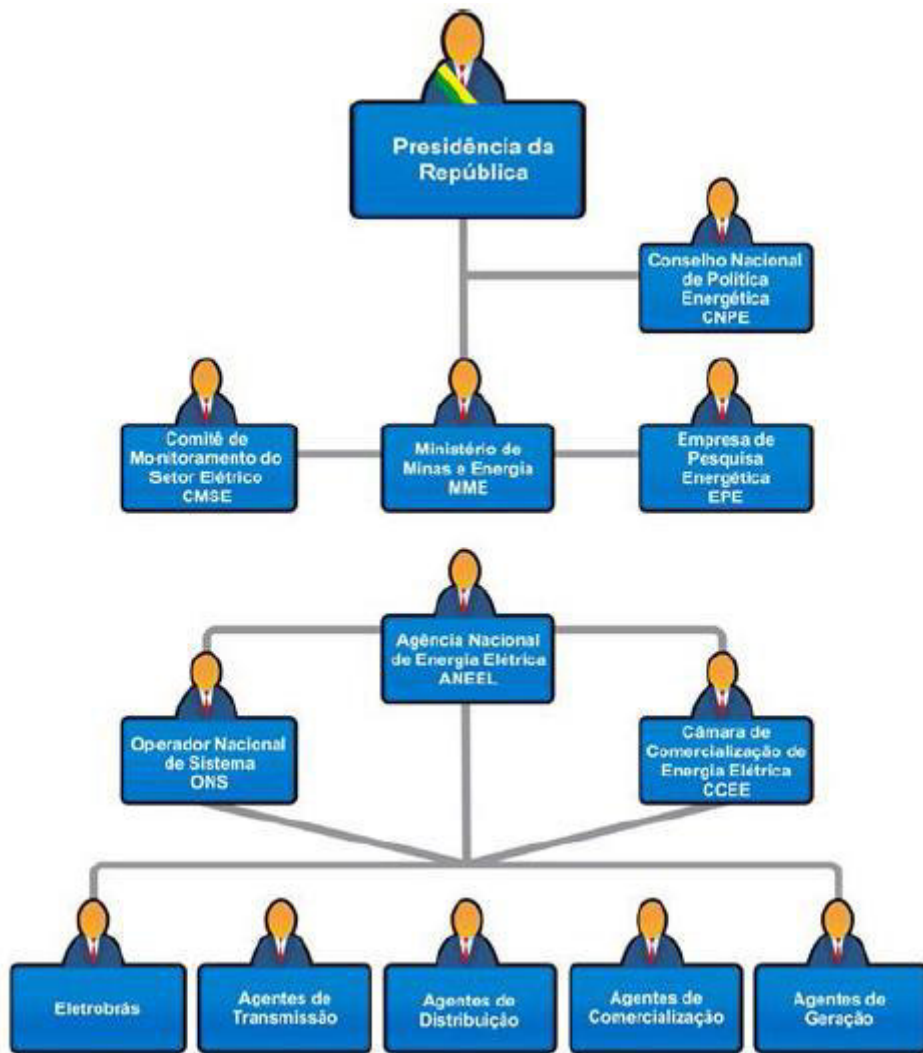 Presidência da
República
Conselho Nacional
de Política
Energética
CNPE
Comitê de
Monitoramento do
Setor Elétrico
CMSE
Ministério de
Minas e Energia
MME
Empresa de
Pesquisa
Energética
EPE
Agência Nacional
de Energia Elétrica
ANEEL
Operador Nacional
de Sistema
ONS
Câmara de
Comercialização de
Energia Elétrica
CCEE
Eletrobrás
Agentes de
Transmissão
Agentes de
Distribuição
Agentes de
Comercialização
Agentes de
Geração